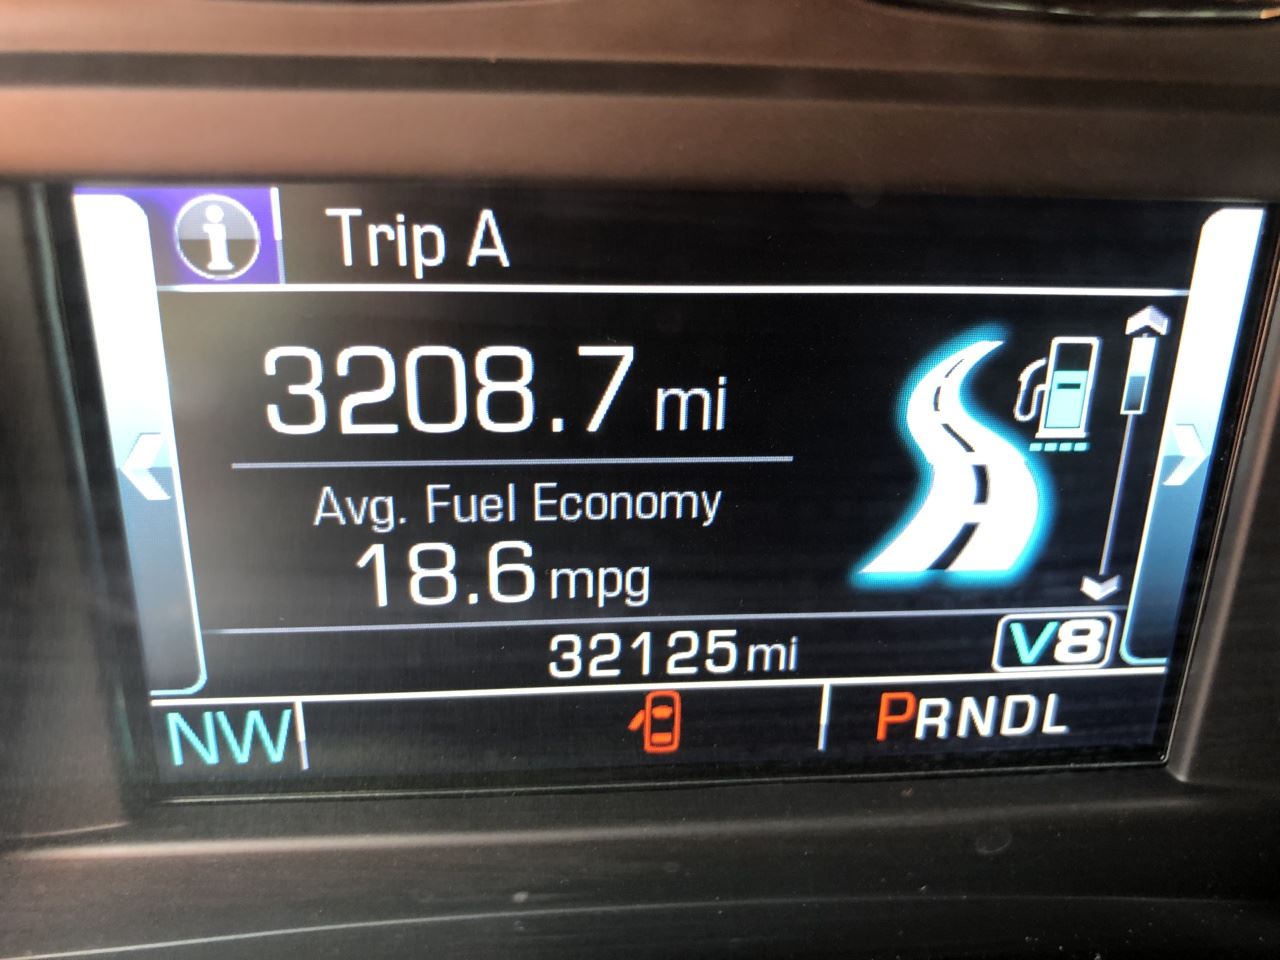 i Trip A
3208.7 mi
Avg. Fuel Economy
18.6 mpg
32125 mi V8
NW PRNDL